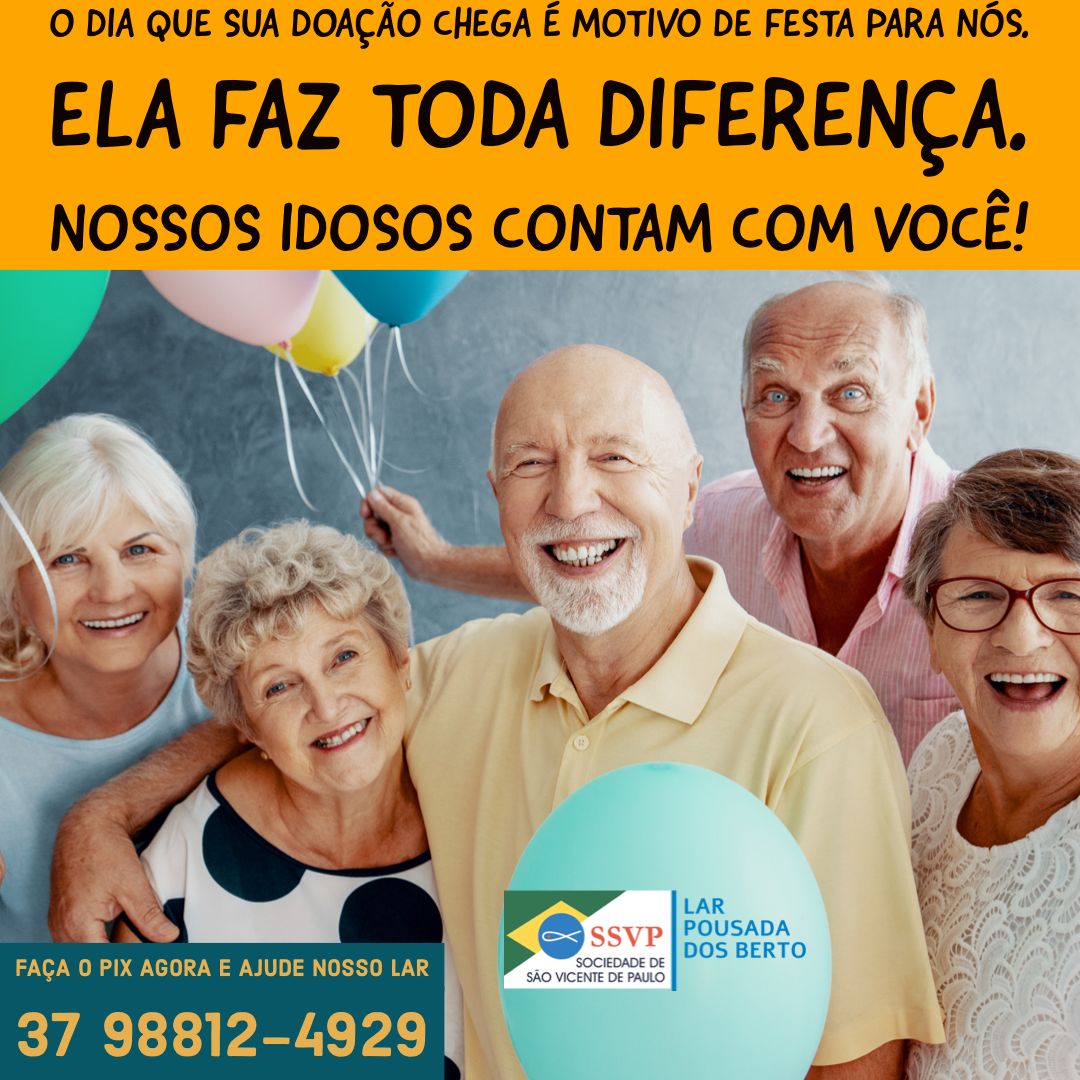 O DIA QUE SUA DOAÇÃO CHEGA É MOTIVO DE FESTA PARA NÓS.
ELA FAZ TODA DIFERENÇA.
NOSSOS IDOSOS CONTAM COM VOCÊ!
SSVP
SOCIEDADE DE
SÃO VICENTE DE PAULO
LAR
POUSADA
DOS BERTO
FAÇA O PIX AGORA E AJUDE NOSSO LAR
37 98812-4929